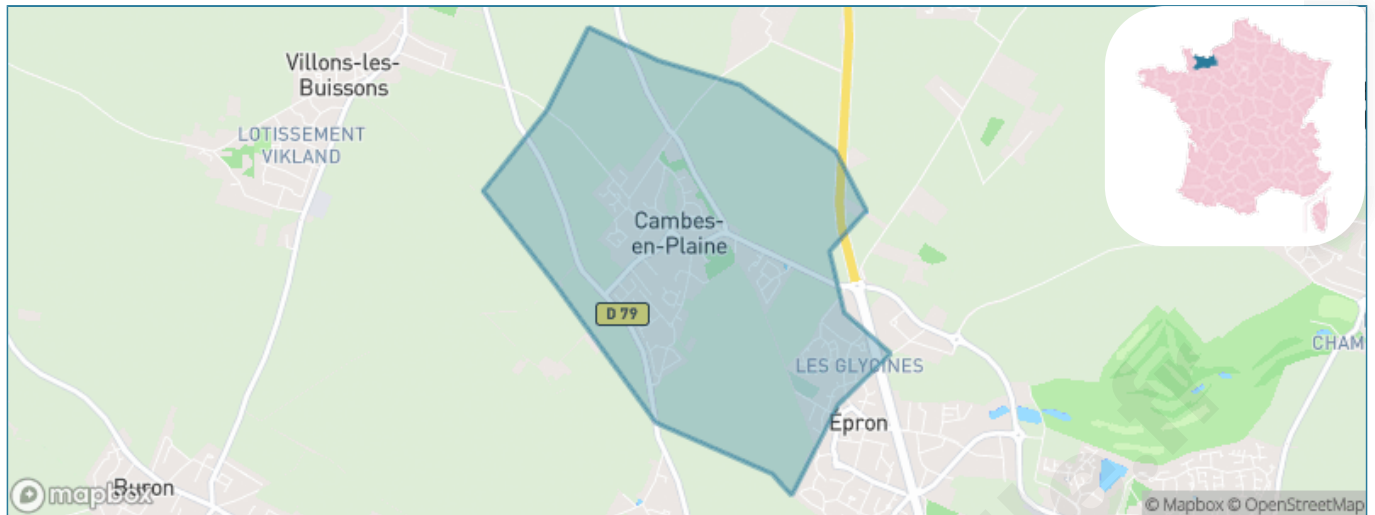 Villons-les-
Buissons
LOTISSEMENT
VIKLAND
Cambes-
en-Plaine
D 79
LES GLYCINES
CHAM
Epron
Buron
mapbox
© Mapbox © OpenStreetMap